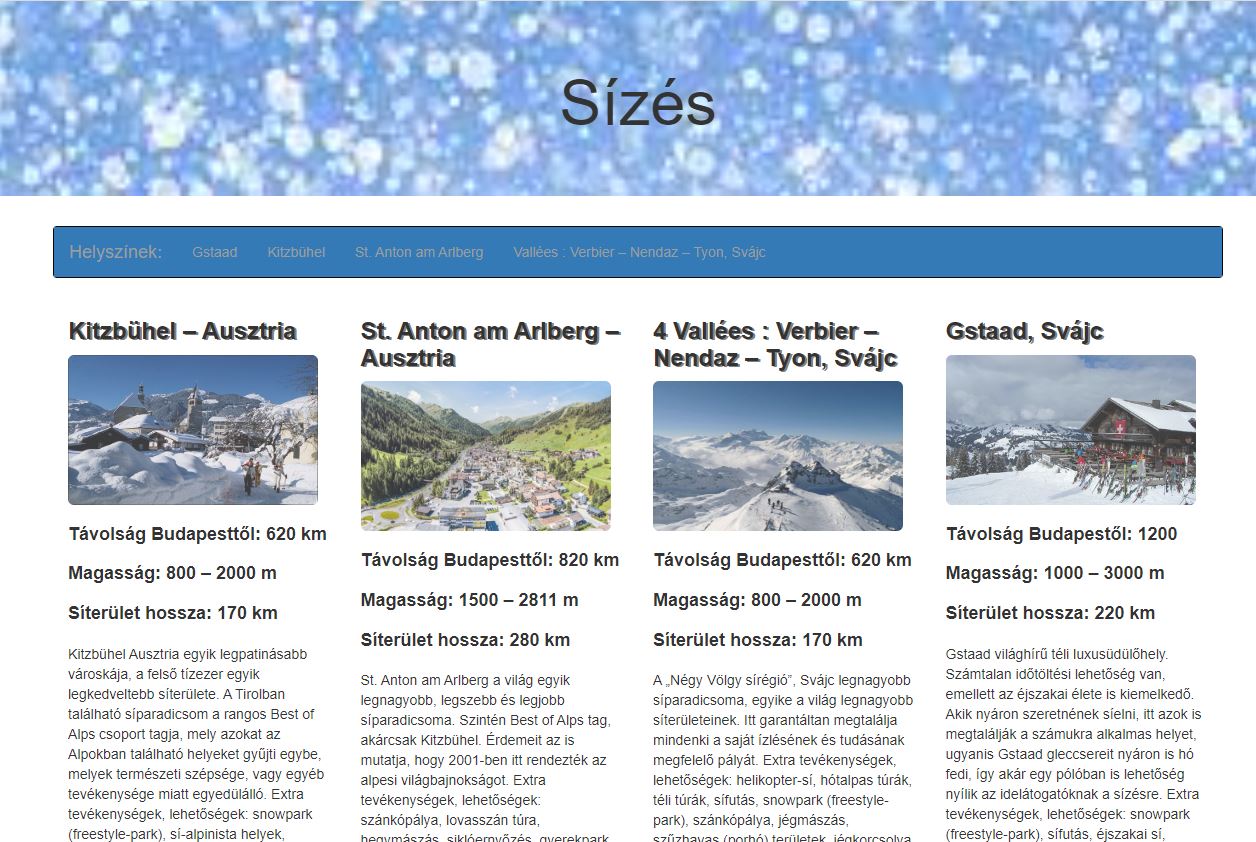 Sízés
Helyszínek: Gstaad Kitzbühel St. Anton am Arlberg Vallées : Verbier – Nendaz – Tyon, Svájc
Kitzbühel – Ausztria
Távolság Budapesttől: 620 km
Magasság: 800 – 2000 m
Síterület hossza: 170 km
Kitzbühel Ausztria egyik legpatinásabb
városkája, a felső tízezer egyik
legkedveltebb síterülete. A Tirolban
található síparadicsom a rangos Best of
Alps csoport tagja, mely azokat az
Alpokban található helyeket gyűjti egybe,
melyek természeti szépsége, vagy egyéb
tevékenysége miatt egyedülálló. Extra
tevékenységek, lehetőségek: snowpark
(freestyle-park), sí-alpinista helyek,
St. Anton am Arlberg –
Ausztria
Távolság Budapesttől: 820 km
Magasság: 1500 – 2811 m
Síterület hossza: 280 km
St. Anton am Arlberg a világ egyik
legnagyobb, legszebb és legjobb
síparadicsoma. Szintén Best of Alps tag,
akárcsak Kitzbühel. Érdemeit az is
mutatja, hogy 2001-ben itt rendezték az
alpesi világbajnokságot. Extra
tevékenységek, lehetőségek:
szánkópálya, lovasszán túra,
hegymászás, siklóernyőzés, gyerekpark
4 Vallées : Verbier –
Nendaz – Tyon, Svájc
Távolság Budapesttől: 620 km
Magasság: 800 – 2000 m
Síterület hossza: 170 km
A „Négy Völgy sírégió”, Svájc legnagyobb
síparadicsoma, egyike a világ legnagyobb
síterületeinek. Itt garantáltan megtalálja
mindenki a saját ízlésének és tudásának
megfelelő pályát. Extra tevékenységek,
lehetőségek: helikopter-sí, hótalpas túrák,
téli túrák, sífutás, snowpark (freestyle-
park), szánkópálya, jégmászás,
szűzhavas (porhó) területek, jégkorcsolya
Gstaad, Svájc
Távolság Budapesttől: 1200
Magasság: 1000 – 3000 m
Síterület hossza: 220 km
Gstaad világhírű téli luxusüdülőhely.
Számtalan időtöltési lehetőség van,
emellett az éjszakai élete is kiemelkedő.
Akik nyáron szeretnének síelni, itt azok is
megtalálják a számukra alkalmas helyet,
ugyanis Gstaad gleccsereit nyáron is hó
fedi, így akár egy pólóban is lehetőség
nyílik az idelátogatóknak a sízésre. Extra
tevékenységek, lehetőségek: snowpark
(freestyle-park), sífutás, éjszakai sí,